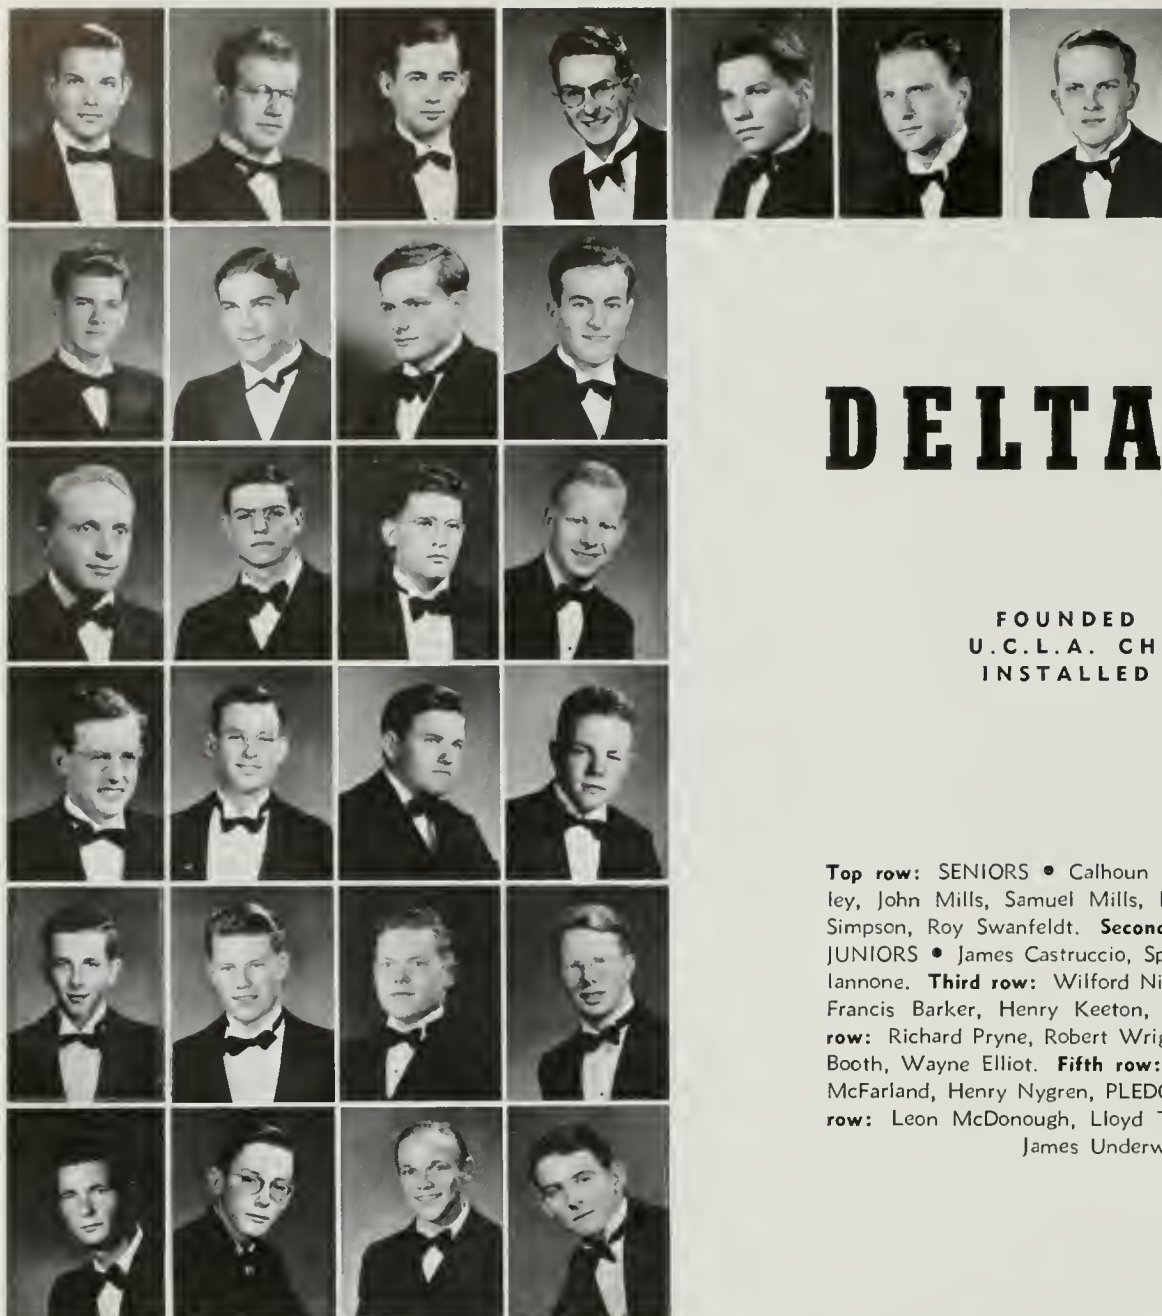 DELTA
FOUNDED
U.C.L.A. CH
INSTALLED
Top row: SENIORS • Calhoun
ley, John Mills, Samuel Mills,
Simpson, Roy Swanfeldt. Second
JUNIORS • James Castruccio, Sp
Iannone. Third row: Wilford Ni
Francis Barker, Henry Keeton,
row: Richard Pryne, Robert Wrig
Booth, Wayne Elliot. Fifth row:
McFarland, Henry Nygren, PLEDG
row: Leon McDonough, Lloyd T
James Underw